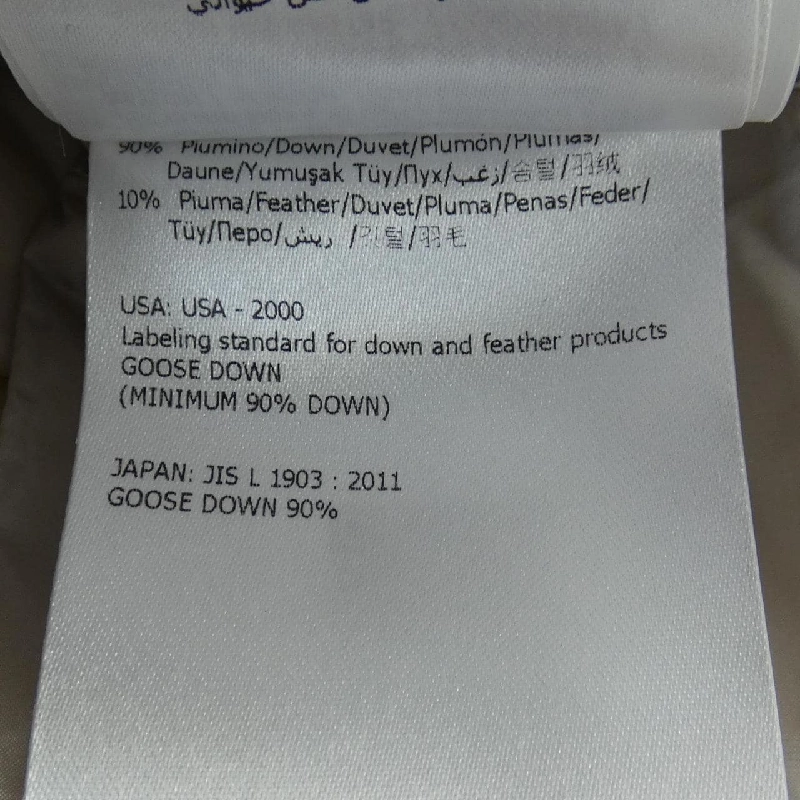 حيواني
90% Piumino/Down/Duvet/Plumón/Plumas/
Daune/Yumuşak Tüy/Пух/زغب/솜털/羽绒
10% Piuma/Feather/Duvet/Pluma/Penas/Feder/
Tüy/Перо/ريش /깃털/羽毛
USA: USA - 2000
Labeling standard for down and feather products
GOOSE DOWN
(MINIMUM 90% DOWN)
JAPAN: JIS L 1903 : 2011
GOOSE DOWN 90%